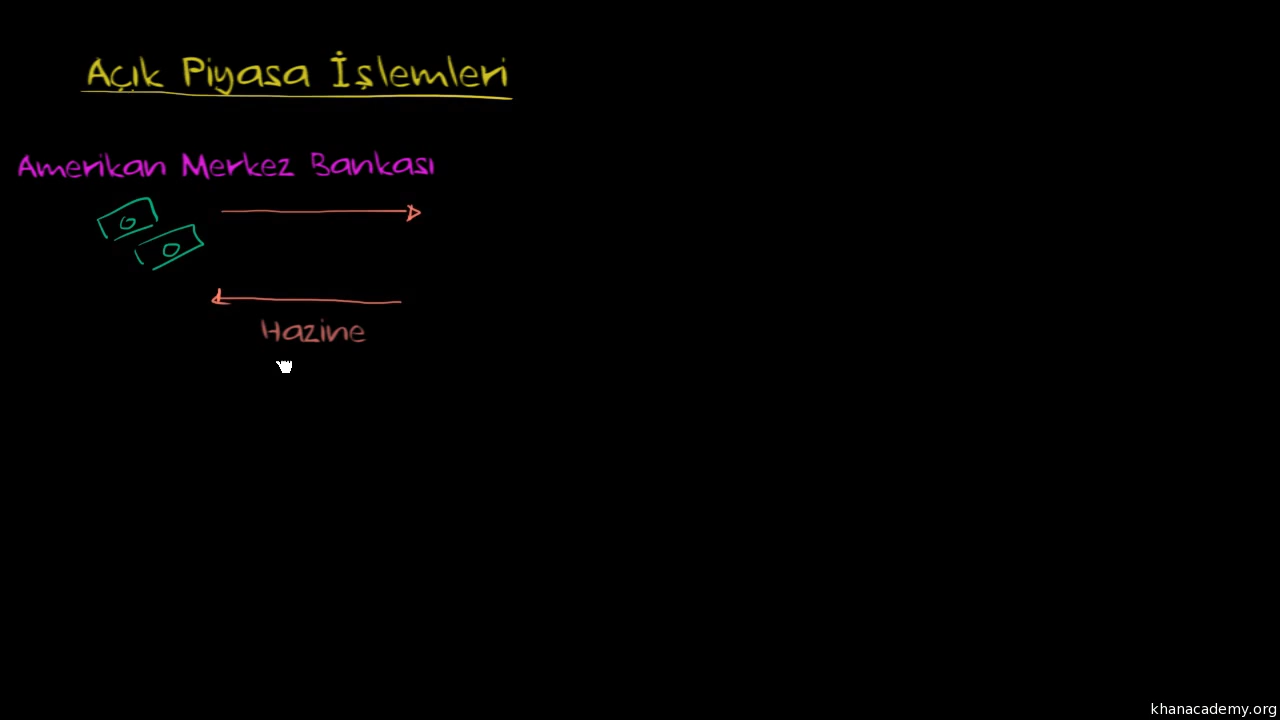 Açık Piyasa İşlemleri
Amerikan Merkez Bankası
Hazine
khanacademy.org